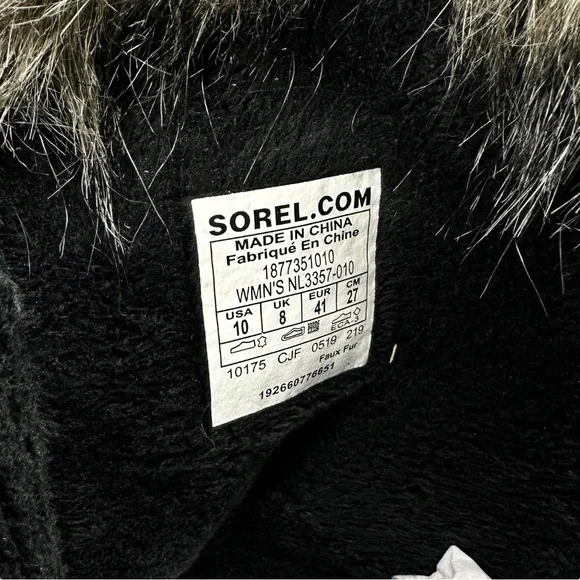 SOREL.COM
MADE IN CHINA
Fabriqué En Chine
1877351010
WMN'S NL3357-010
USA UK EUR CM
10 8 41 27
ECA-S
10175 CJF 0519 219
Faux Fur
192660776651